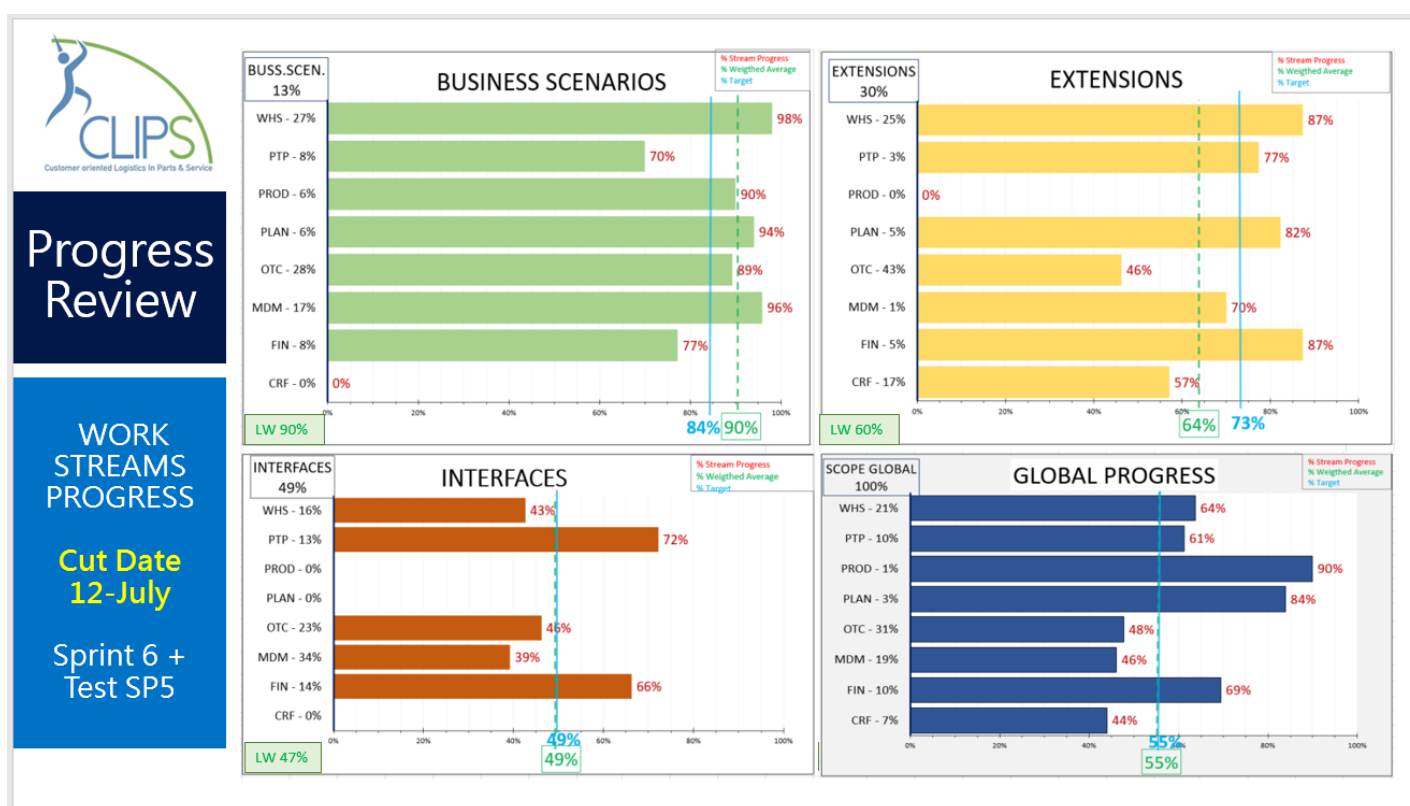 CLIPS
Customer oriented Logistics In Parts & Service
Progress
Review
WORK
STREAMS
PROGRESS
Cut Date
12-July
Sprint 6 +
Test SP5
BUSS.SCEN.
13%
BUSINESS SCENARIOS
% Stream Progress
% Weigthed Average
% Target
WHS - 27%
98%
PTP - 8%
70%
PROD - 6%
90%
PLAN - 6%
94%
OTC - 28%
89%
MDM - 17%
96%
FIN - 8%
77%
CRF - 0%
0%
0% 20% 40% 60% 80% 100%
LW 90%
84% 90%
EXTENSIONS
30%
EXTENSIONS
% Stream Progress
% Weigthed Average
% Target
WHS - 25%
87%
PTP - 3%
77%
PROD - 0%
0%
PLAN - 5%
82%
OTC - 43%
46%
MDM - 1%
70%
FIN - 5%
87%
CRF - 17%
57%
0% 20% 40% 60% 80% 100%
LW 60%
64% 73%
INTERFACES
49%
INTERFACES
% Stream Progress
% Weigthed Average
% Target
WHS - 16%
43%
PTP - 13%
72%
PROD - 0%
PLAN - 0%
OTC - 23%
46%
MDM - 34%
39%
FIN - 14%
66%
CRF - 0%
0% 20% 40% 60% 80% 100%
49%
LW 47%
49%
SCOPE GLOBAL
100%
GLOBAL PROGRESS
% Stream Progress
% Weigthed Average
% Target
WHS - 21%
64%
PTP - 10%
61%
PROD - 1%
90%
PLAN - 3%
84%
OTC - 31%
48%
MDM - 19%
46%
FIN - 10%
69%
CRF - 7%
44%
0% 20% 40% 60% 80% 100%
55%
55%